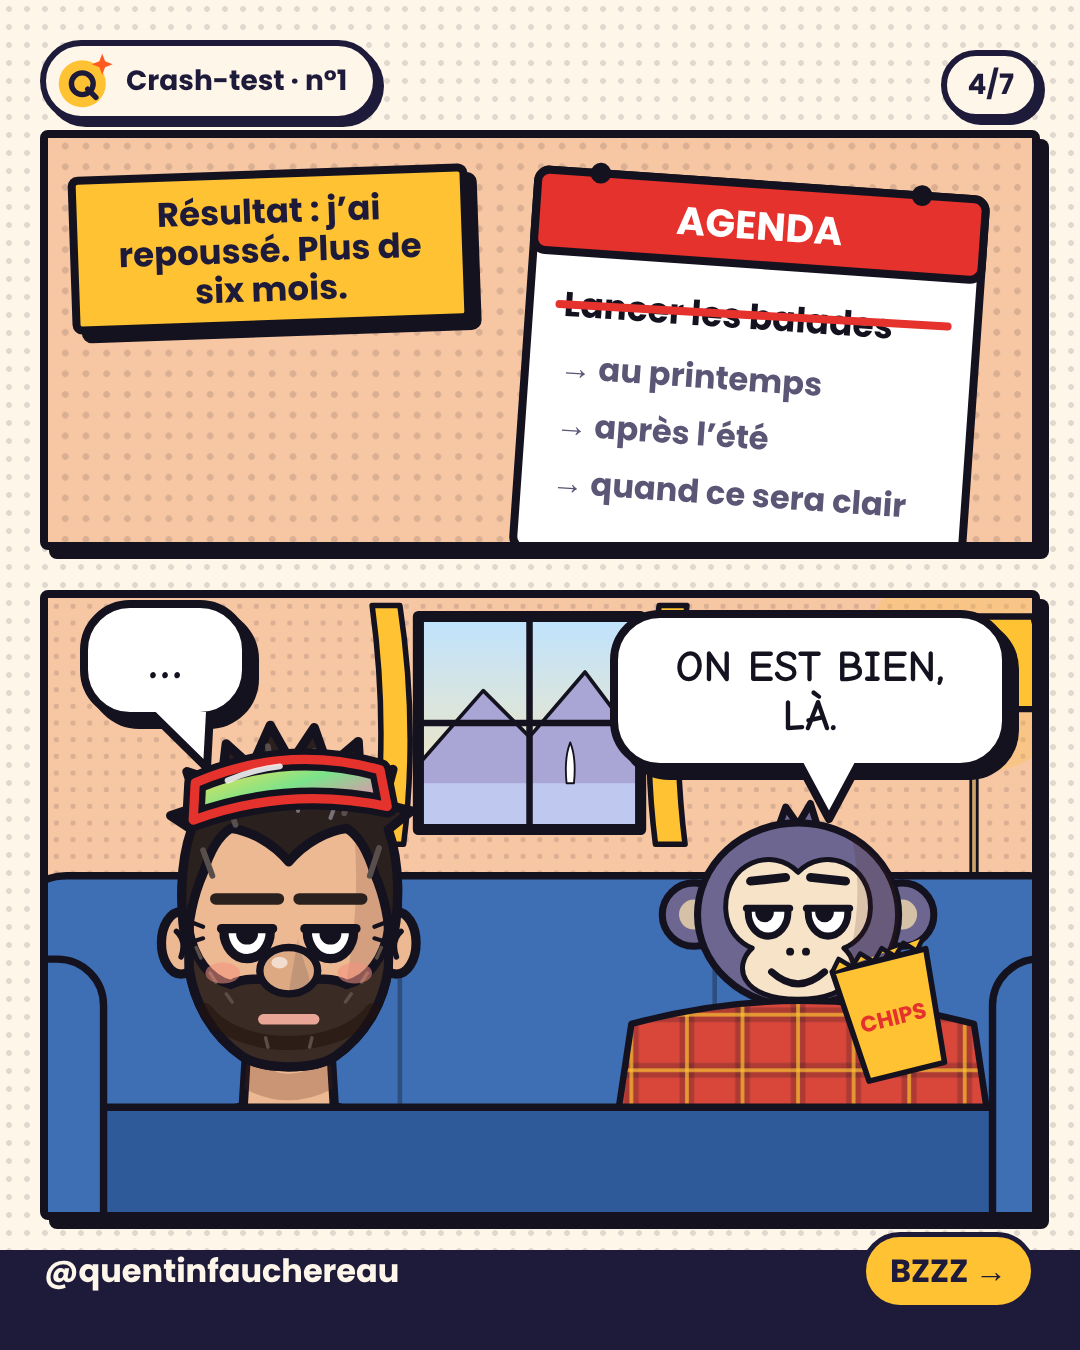 Q
Crash-test · n°1
4/7
Résultat : j’ai
repoussé. Plus de
six mois.
AGENDA
Lancer les balades
→ au printemps
→ après l’été
→ quand ce sera clair
...
ON EST BIEN,
LÀ.
CHIPS
@quentinfauchereau
BZZZ →